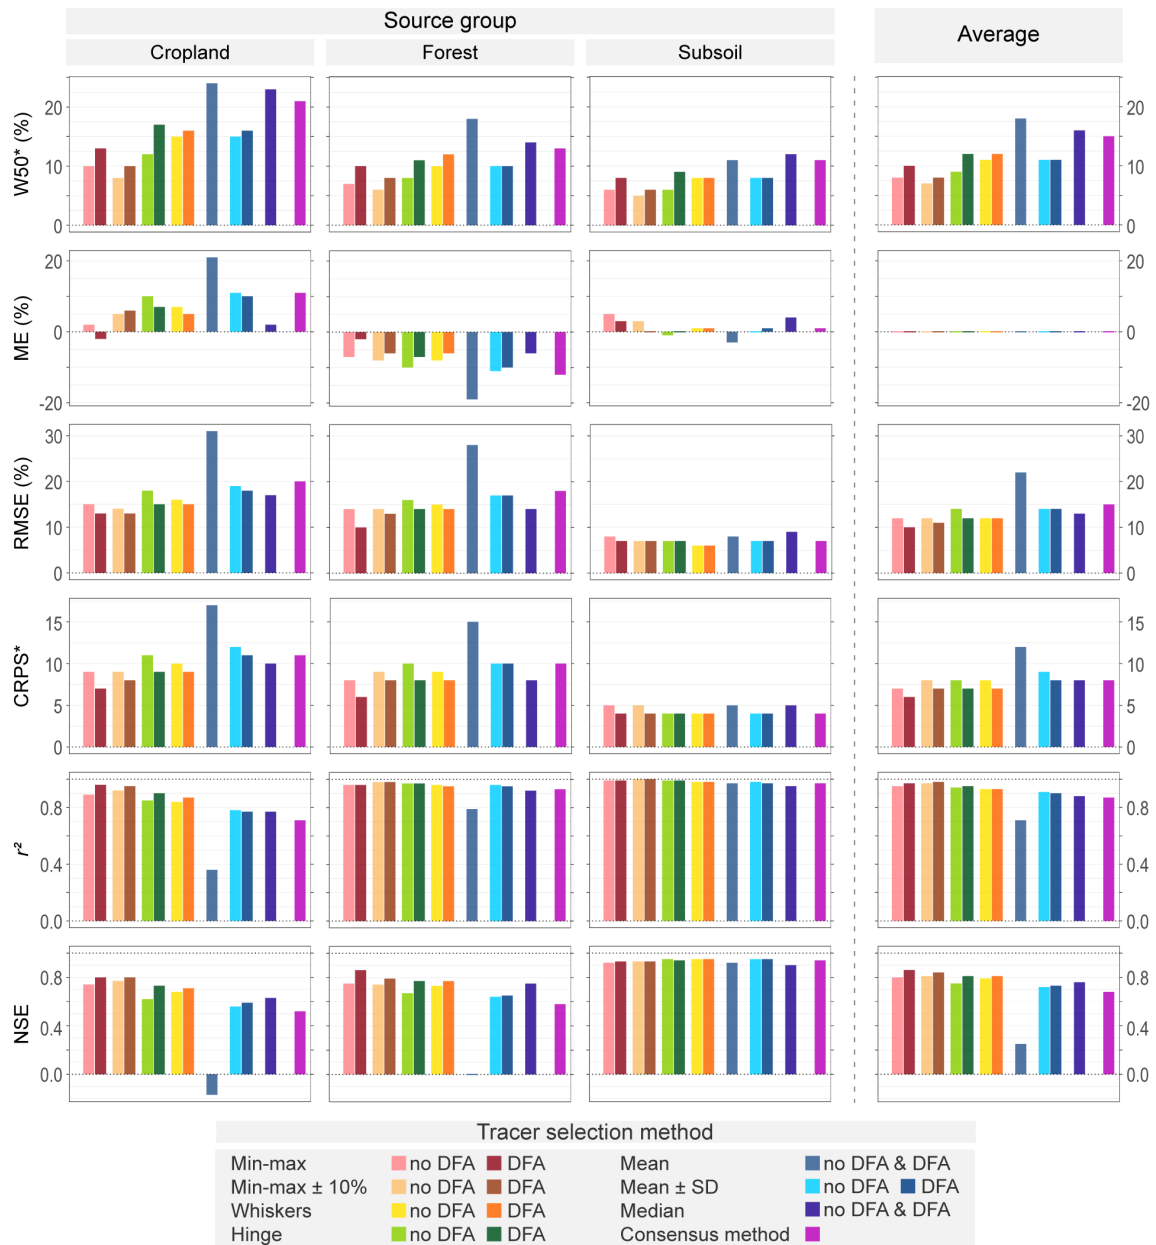 Source group
Average
Cropland
Forest
Subsoil
W50* (%)
20
10
0
20
10
0
ME (%)
20
0
-20
20
0
-20
RMSE (%)
30
20
10
0
30
20
10
0
CRPS*
15
10
5
0
15
10
5
0
r²
0.8
0.4
0.0
0.8
0.4
0.0
NSE
0.8
0.4
0.0
0.8
0.4
0.0
Tracer selection method
Min-max no DFA DFA Mean no DFA & DFA
Min-max ± 10% no DFA DFA Mean ± SD no DFA DFA
Whiskers no DFA DFA Median no DFA & DFA
Hinge no DFA DFA Consensus method